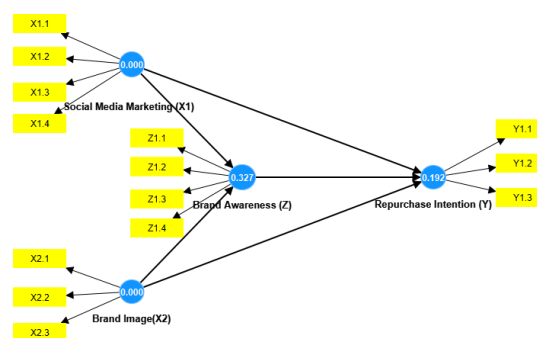 X1.1
X1.2
X1.3
X1.4
0.000
Social Media Marketing (X1)
Z1.1
Z1.2
Z1.3
Z1.4
0.327
Brand Awareness (Z)
Y1.1
Y1.2
Y1.3
0.192
Repurchase Intention (Y)
X2.1
X2.2
X2.3
0.000
Brand Image(X2)